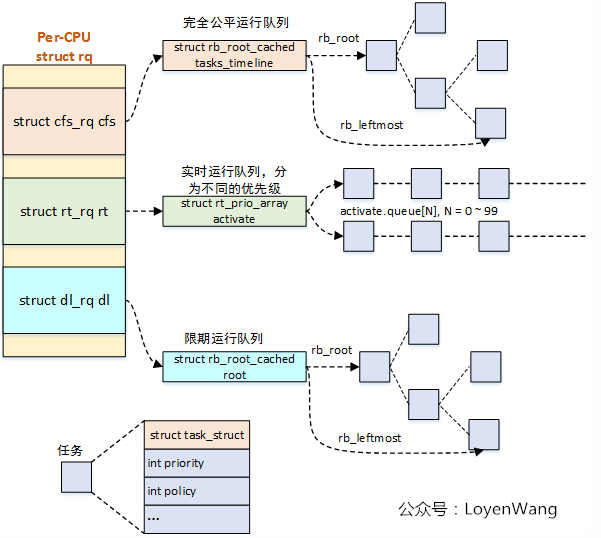 Per-CPU
struct rq
struct cfs_rq cfs
struct rt_rq rt
struct dl_rq dl
完全公平运行队列
struct rb_root_cached
tasks_timeline
rb_root
rb_leftmost
实时运行队列，分
为不同的优先级
struct rt_prio_array
activate
activate.queue[N], N = 0 ~ 99
限期运行队列
struct rb_root_cached
root
rb_root
rb_leftmost
任务
struct task_struct
int priority
int policy
...
公众号：LoyenWang